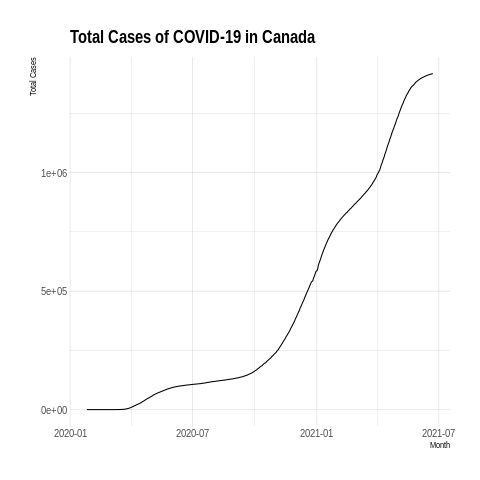 Total Cases of COVID-19 in Canada
Total Cases
1e+06
5e+05
0e+00
2020-01 2020-07 2021-01 2021-07
Month